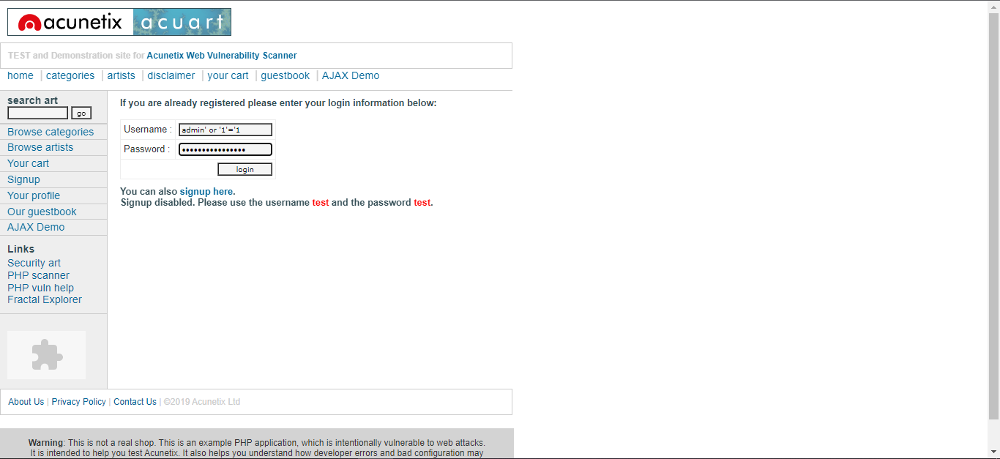 acunetix acuart
TEST and Demonstration site for Acunetix Web Vulnerability Scanner
home | categories | artists | disclaimer | your cart | guestbook | AJAX Demo
search art
go
Browse categories
Browse artists
Your cart
Signup
Your profile
Our guestbook
AJAX Demo
Links
Security art
PHP scanner
PHP vuln help
Fractal Explorer
If you are already registered please enter your login information below:
Username : admin' or '1'='1
Password : ••••••••••••••••
login
You can also signup here.
Signup disabled. Please use the username test and the password test.
About Us | Privacy Policy | Contact Us | ©2019 Acunetix Ltd
Warning: This is not a real shop. This is an example PHP application, which is intentionally vulnerable to web attacks.
It is intended to help you test Acunetix. It also helps you understand how developer errors and bad configuration may